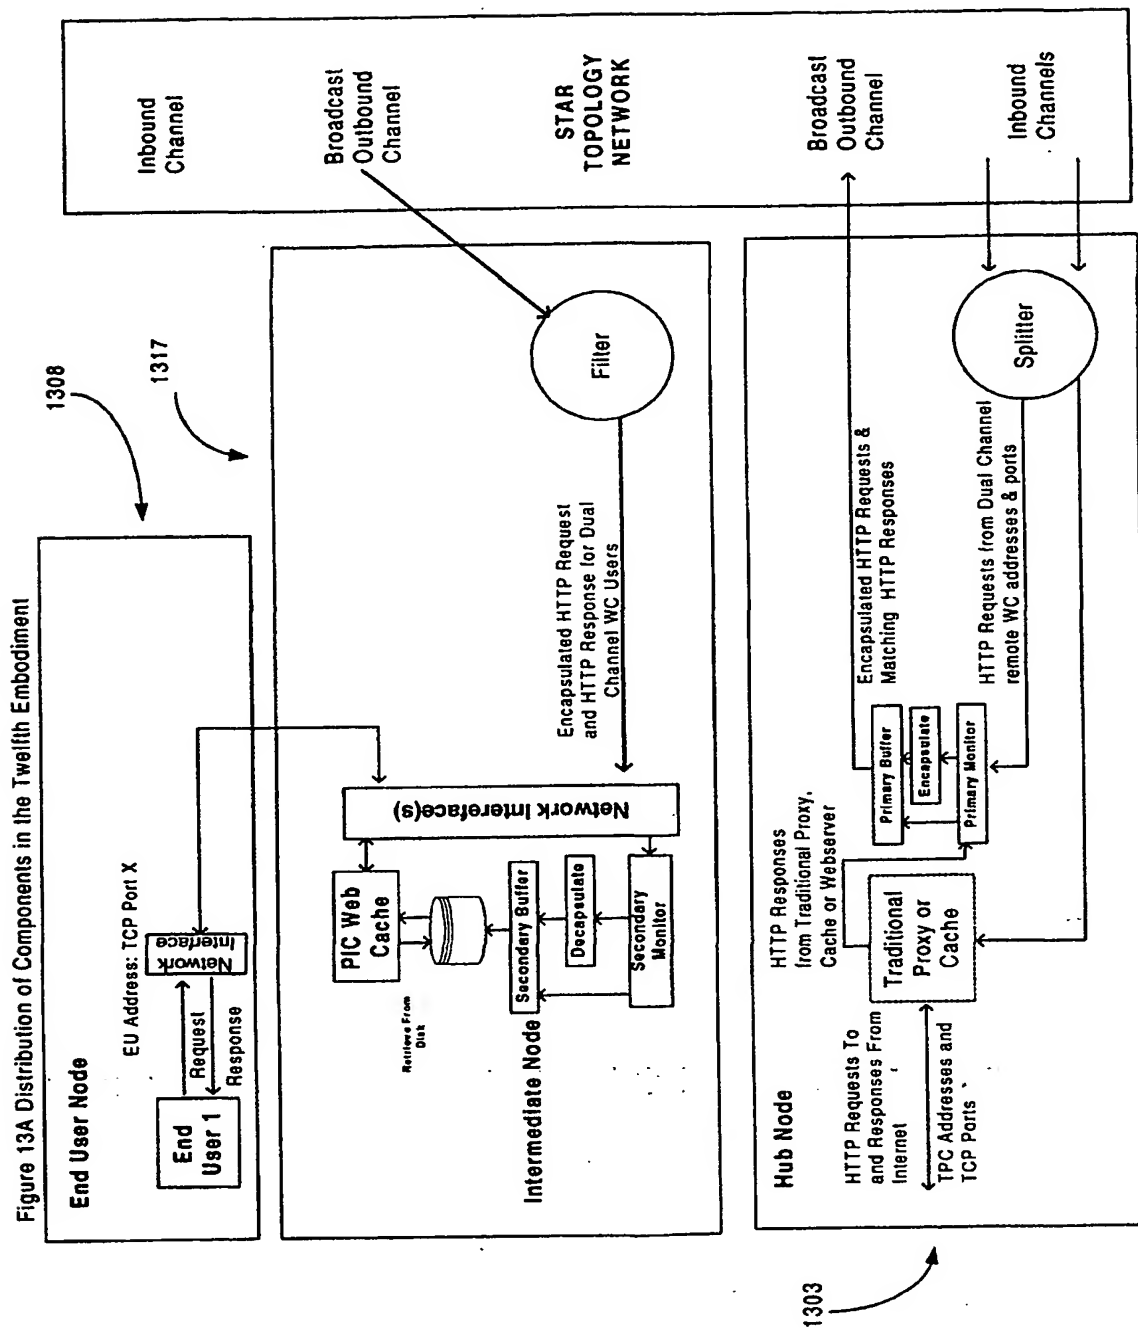 Figure 13A Distribution of Components in the Twelfth Embodiment
1308
1317
1303
End User Node
End
User 1
Request
Response
EU Address: TCP Port X
Network
Interface
Intermediate Node
PIC Web
Cache
Retrieve From
Disk
Secondary Buffer
Decapsulate
Secondary
Monitor
Network Intereface(s)
Encapsulated HTTP Request
and HTTP Response for Dual
Channel WC Users
Filter
Hub Node
HTTP Requests To
and Responses From
Internet
TPC Addresses and
TCP Ports
Traditional
Proxy or
Cache
HTTP Responses
from Traditional Proxy,
Cache or Webserver
Primary Buffer
Encapsulate
Primary Monitor
Encapsulated HTTP Requests &
Matching HTTP Responses
HTTP Requests from Dual Channel
remote WC addresses & ports
Splitter
Inbound
Channel
Broadcast
Outbound
Channel
STAR
TOPOLOGY
NETWORK
Broadcast
Outbound
Channel
Inbound
Channels